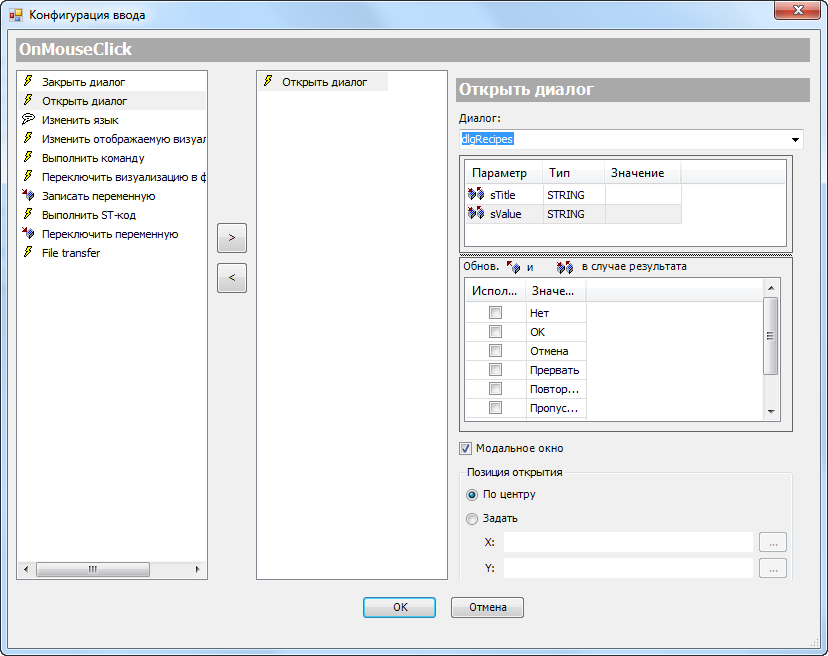 Конфигурация ввода
OnMouseClick
Закрыть диалог
Открыть диалог
Изменить язык
Изменить отображаемую визуал
Выполнить команду
Переключить визуализацию в ф
Записать переменную
Выполнить ST-код
Переключить переменную
File transfer
>
<
Открыть диалог
Открыть диалог
Диалог:
dlgRecipes
Параметр Тип Значение
sTitle STRING
sValue STRING
Обнов. и в случае результата
Испол... Значе...
Нет
OK
Отмена
Прервать
Повтор...
Пропус...
Модальное окно
Позиция открытия
По центру
Задать
X: ...
Y: ...
OK Отмена